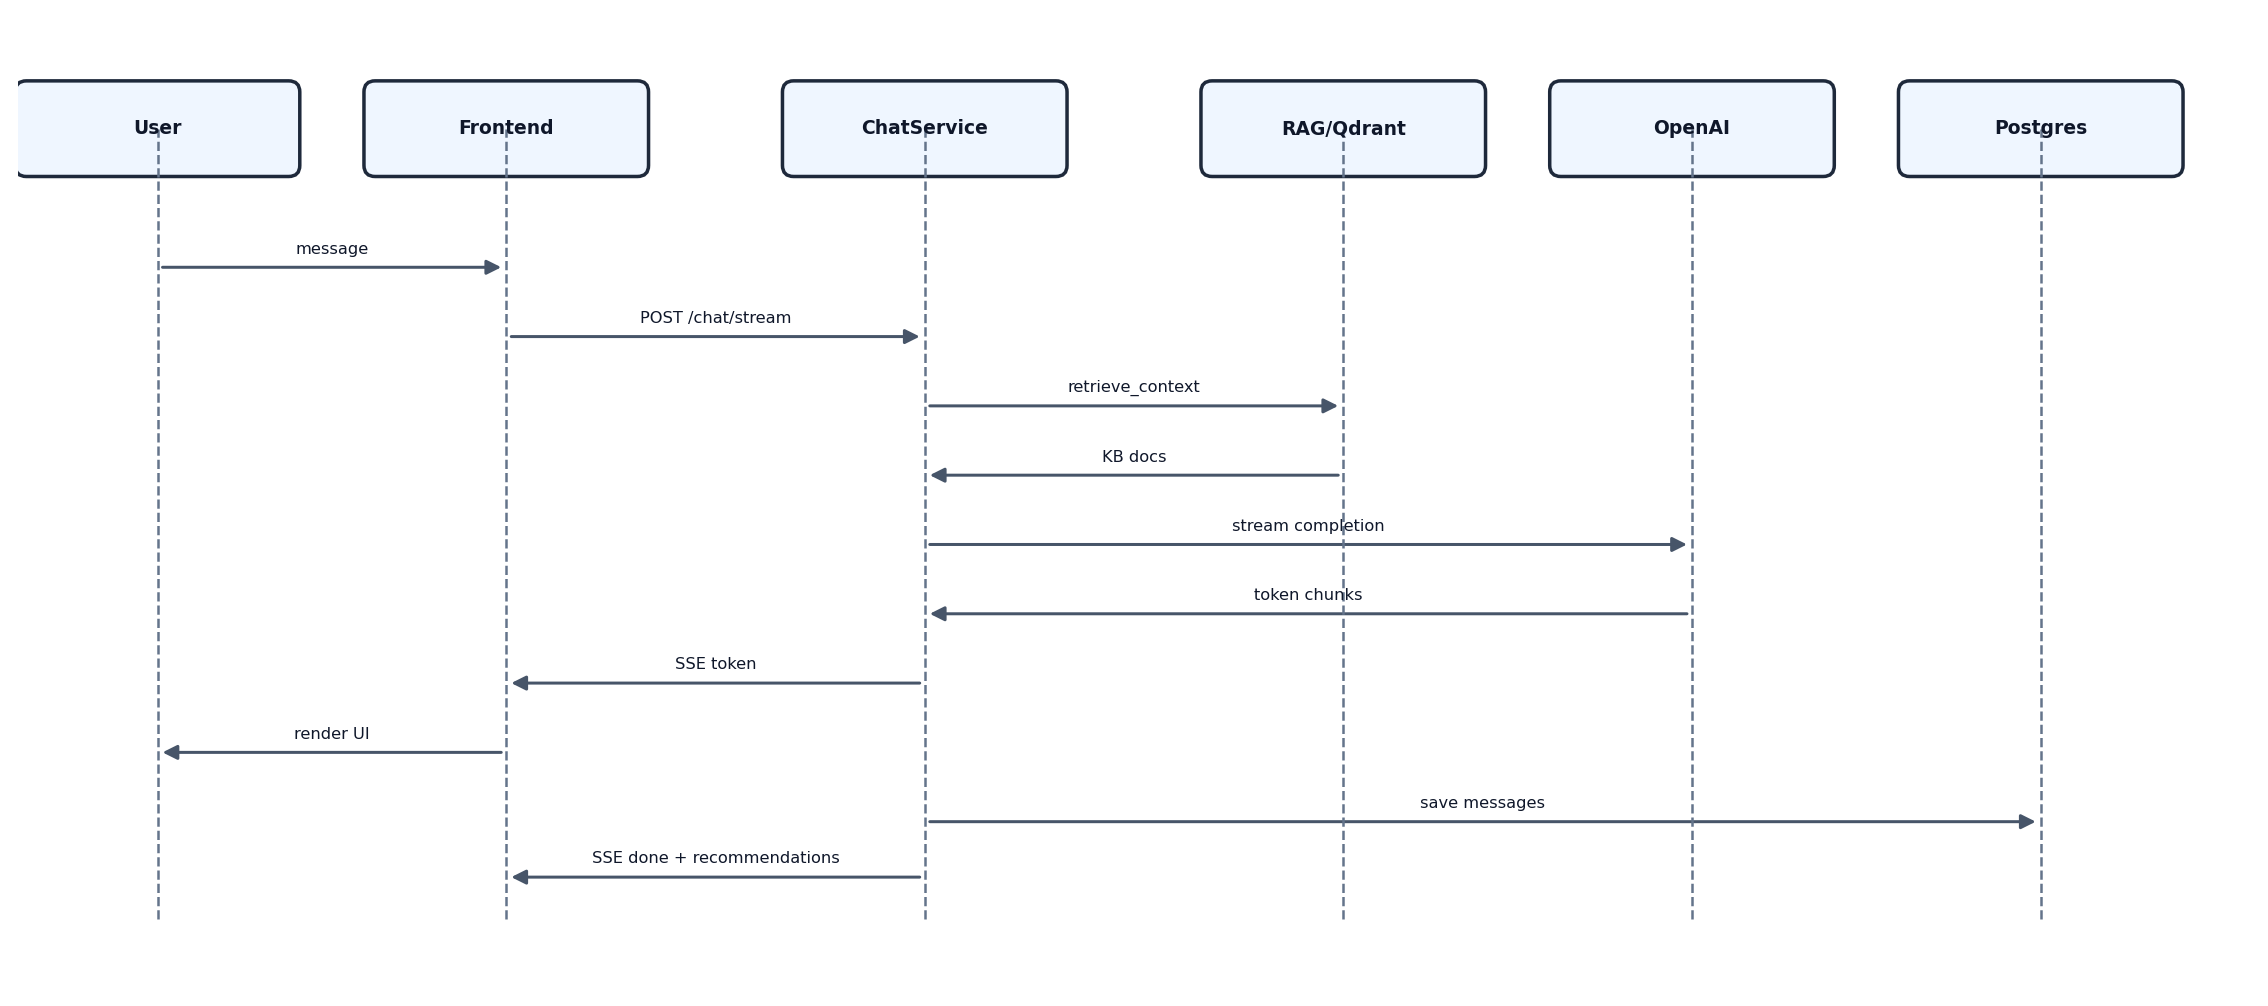 User
Frontend
ChatService
RAG/Qdrant
OpenAI
Postgres
message
POST /chat/stream
retrieve_context
KB docs
stream completion
token chunks
SSE token
render UI
save messages
SSE done + recommendations